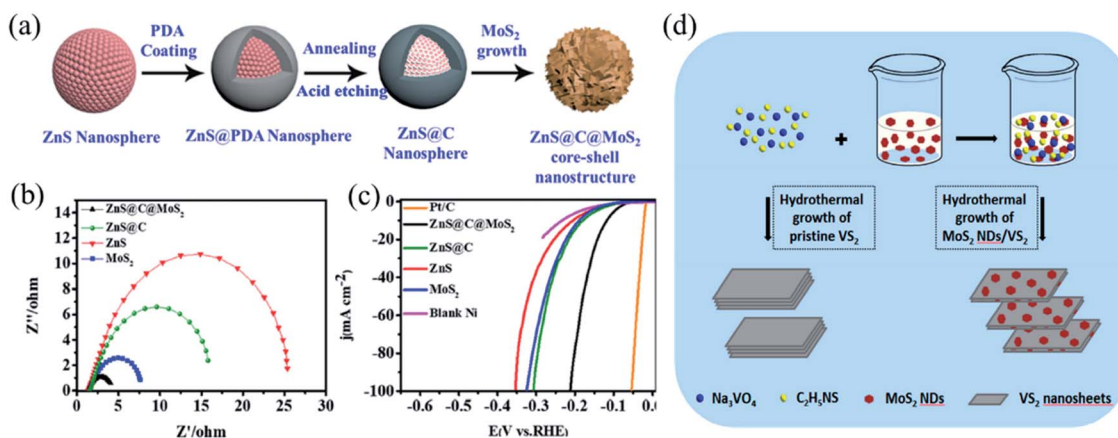 (a)
PDA
Coating
Annealing
Acid etching
MoS2
growth
ZnS Nanosphere
ZnS@PDA Nanosphere
ZnS@C
Nanosphere
ZnS@C@MoS2
core-shell
nanostructure
(b)
ZnS@C@MoS2
ZnS@C
ZnS
MoS2
Z''/ohm
14
12
10
8
6
4
2
0
0 5 10 15 20 25 30
Z'/ohm
(c)
Pt/C
ZnS@C@MoS2
ZnS@C
ZnS
MoS2
Blank Ni
j(mA cm-2)
0
-20
-40
-60
-80
-100
-0.6 -0.5 -0.4 -0.3 -0.2 -0.1 0.0
E(V vs.RHE)
(d)
+
Hydrothermal
growth of
pristine VS2
Hydrothermal
growth of
MoS2 NDs/VS2
Na3VO4
C2H5NS
MoS2 NDs
VS2 nanosheets